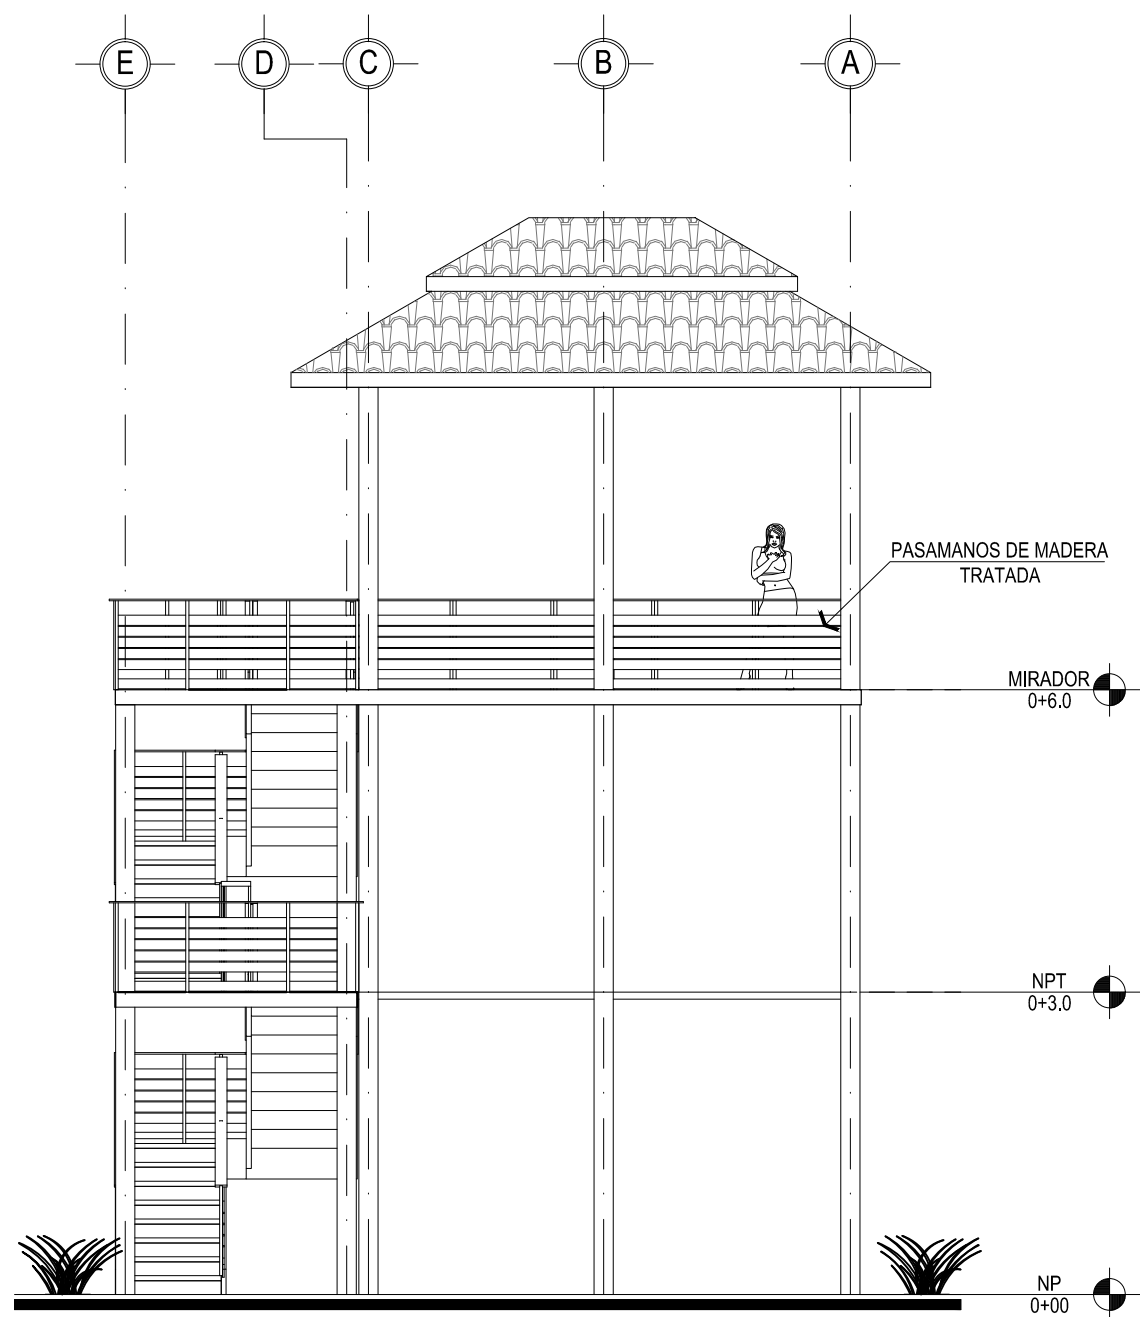 E D C B A
PASAMANOS DE MADERA
TRATADA
MIRADOR
0+6.0
NPT
0+3.0
NP
0+00